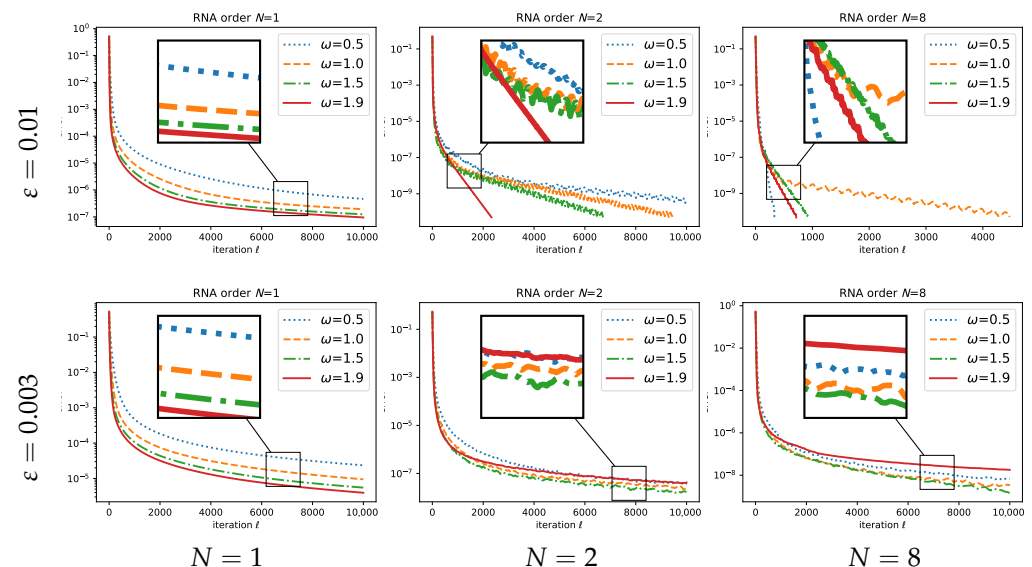 RNA order N=1
10⁰
10⁻¹
10⁻²
10⁻³
10⁻⁴
10⁻⁵
10⁻⁶
10⁻⁷
ω=0.5
ω=1.0
ω=1.5
ω=1.9
0 2000 4000 6000 8000 10,000
iteration ℓ
RNA order N=2
10⁻¹
10⁻³
10⁻⁵
10⁻⁷
10⁻⁹
ω=0.5
ω=1.0
ω=1.5
ω=1.9
0 2000 4000 6000 8000 10,000
iteration ℓ
RNA order N=8
10⁻¹
10⁻³
10⁻⁵
10⁻⁷
10⁻⁹
ω=0.5
ω=1.0
ω=1.5
ω=1.9
0 1000 2000 3000 4000
iteration ℓ
ε = 0.01
RNA order N=1
10⁻¹
10⁻²
10⁻³
10⁻⁴
10⁻⁵
ω=0.5
ω=1.0
ω=1.5
ω=1.9
0 2000 4000 6000 8000 10,000
iteration ℓ
RNA order N=2
10⁻¹
10⁻³
10⁻⁵
10⁻⁷
ω=0.5
ω=1.0
ω=1.5
ω=1.9
0 2000 4000 6000 8000 10,000
iteration ℓ
RNA order N=8
10⁰
10⁻²
10⁻⁴
10⁻⁶
10⁻⁸
ω=0.5
ω=1.0
ω=1.5
ω=1.9
0 2000 4000 6000 8000 10,000
iteration ℓ
ε = 0.003
N = 1
N = 2
N = 8